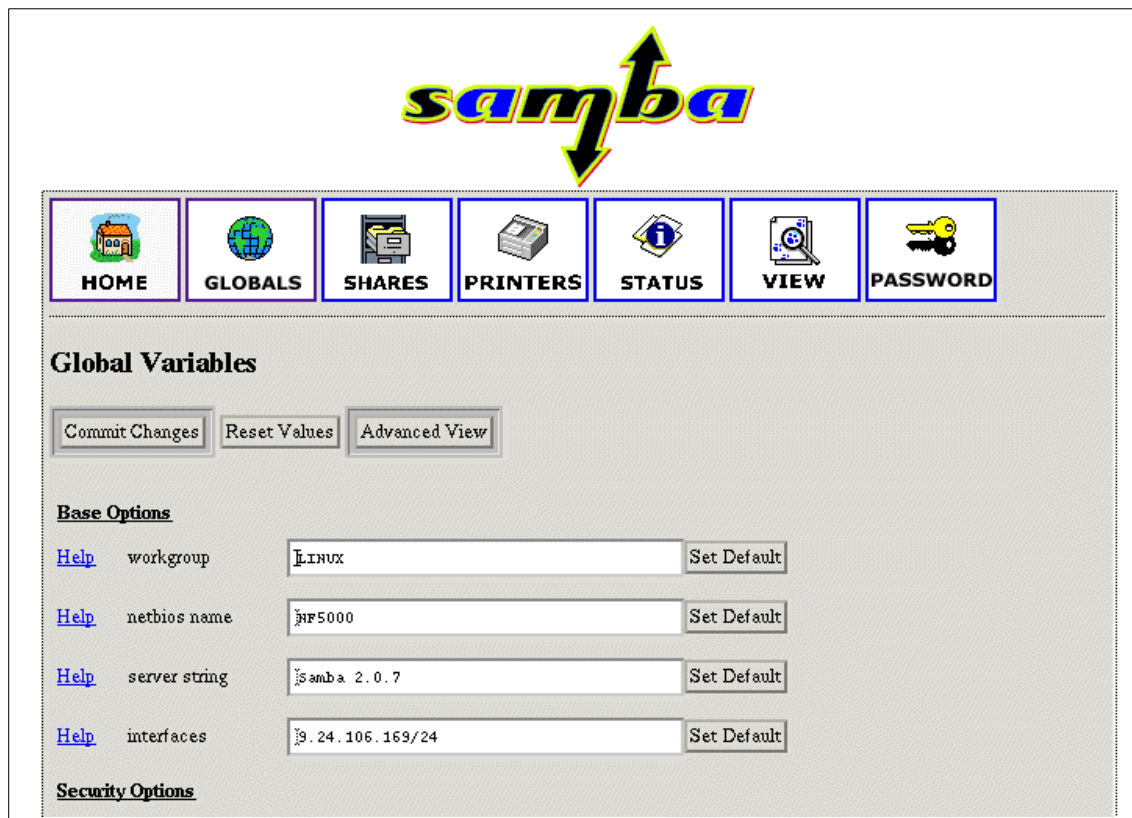 samba
HOME GLOBALS SHARES PRINTERS STATUS VIEW PASSWORD
Global Variables
Commit Changes Reset Values Advanced View
Base Options
Help workgroup LINUX Set Default
Help netbios name NF5000 Set Default
Help server string Samba 2.0.7 Set Default
Help interfaces 9.24.106.169/24 Set Default
Security Options